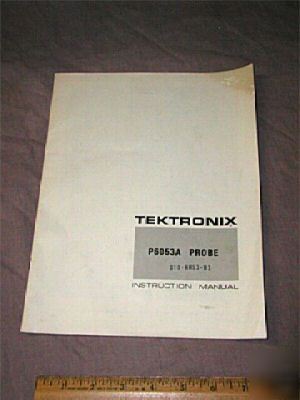 TEKTRONIX
P6053A PROBE
INSTRUCTION MANUAL